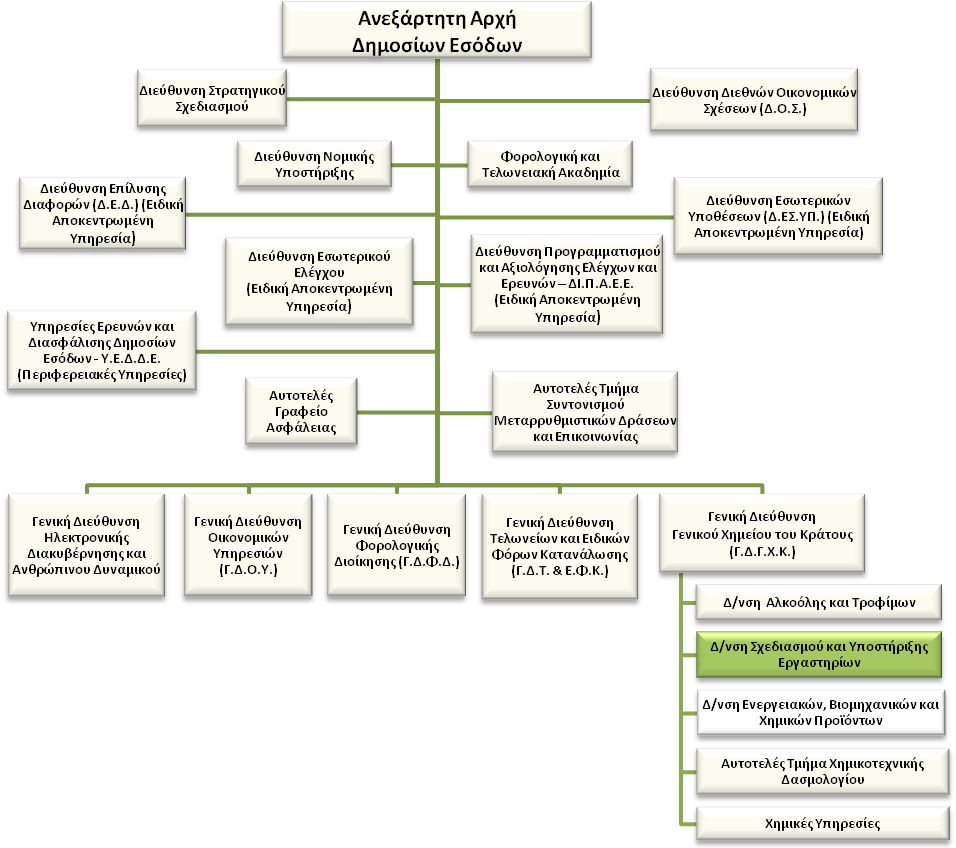 Ανεξάρτητη Αρχή
Δημοσίων Εσόδων
Διεύθυνση Στρατηγικού
Σχεδιασμού
Διεύθυνση Διεθνών Οικονομικών
Σχέσεων (Δ.Ο.Σ.)
Διεύθυνση Νομικής
Υποστήριξης
Φορολογική και
Τελωνειακή Ακαδημία
Διεύθυνση Επίλυσης
Διαφορών (Δ.Ε.Δ.) (Ειδική
Αποκεντρωμένη
Υπηρεσία)
Διεύθυνση Εσωτερικών
Υποθέσεων (Δ.ΕΣ.ΥΠ.) (Ειδική
Αποκεντρωμένη Υπηρεσία)
Διεύθυνση Εσωτερικού
Ελέγχου
(Ειδική Αποκεντρωμένη
Υπηρεσία)
Διεύθυνση Προγραμματισμού
και Αξιολόγησης Ελέγχων και
Ερευνών – ΔΙ.Π.Α.Ε.Ε.
(Ειδική Αποκεντρωμένη
Υπηρεσία)
Υπηρεσίες Ερευνών και
Διασφάλισης Δημοσίων
Εσόδων - Υ.Ε.Δ.Δ.Ε.
(Περιφερειακές Υπηρεσίες)
Αυτοτελές
Γραφείο
Ασφάλειας
Αυτοτελές Τμήμα
Συντονισμού
Μεταρρυθμιστικών Δράσεων
και Επικοινωνίας
Γενική Διεύθυνση
Ηλεκτρονικής
Διακυβέρνησης και
Ανθρώπινου Δυναμικού
Γενική Διεύθυνση
Οικονομικών
Υπηρεσιών
(Γ.Δ.Ο.Υ.)
Γενική Διεύθυνση
Φορολογικής
Διοίκησης (Γ.Δ.Φ.Δ.)
Γενική Διεύθυνση
Τελωνείων και Ειδικών
Φόρων Κατανάλωσης
(Γ.Δ.Τ. & Ε.Φ.Κ.)
Γενική Διεύθυνση
Γενικού Χημείου του Κράτους
(Γ.Δ.Γ.Χ.Κ.)
Δ/νση Αλκοόλης και Τροφίμων
Δ/νση Σχεδιασμού και Υποστήριξης
Εργαστηρίων
Δ/νση Ενεργειακών, Βιομηχανικών και
Χημικών Προϊόντων
Αυτοτελές Τμήμα Χημικοτεχνικής
Δασμολογίου
Χημικές Υπηρεσίες